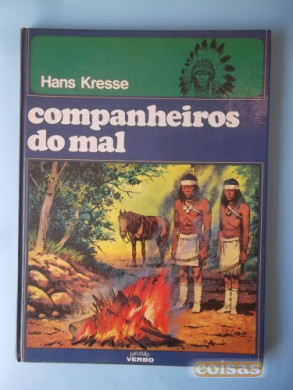 Hans Kresse
companheiros
do mal
VERBO
coisas